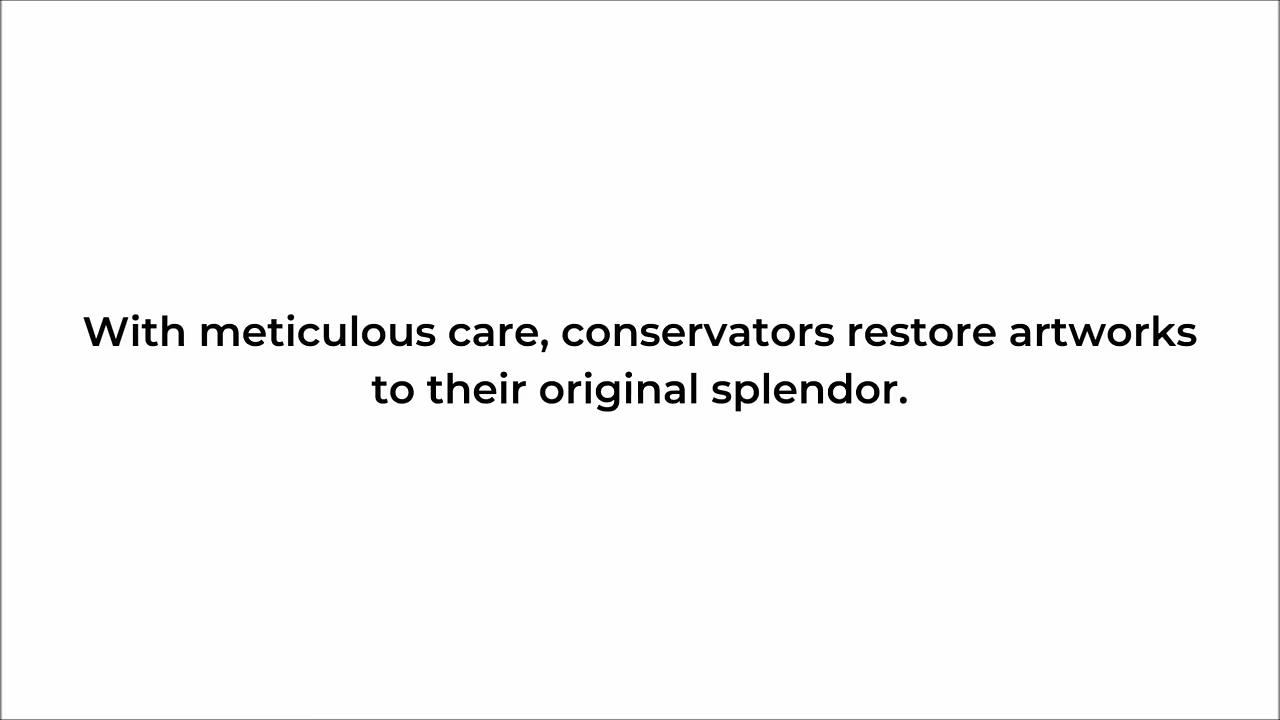 With meticulous care, conservators restore artworks
to their original splendor.